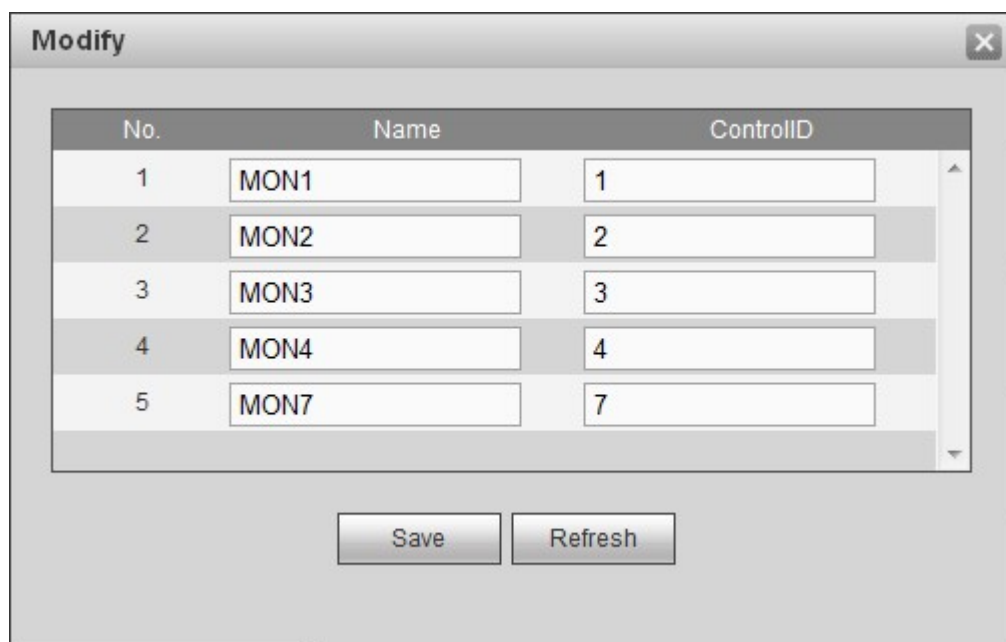 Modify
No. Name ControlID
1 MON1 1
2 MON2 2
3 MON3 3
4 MON4 4
5 MON7 7
Save Refresh